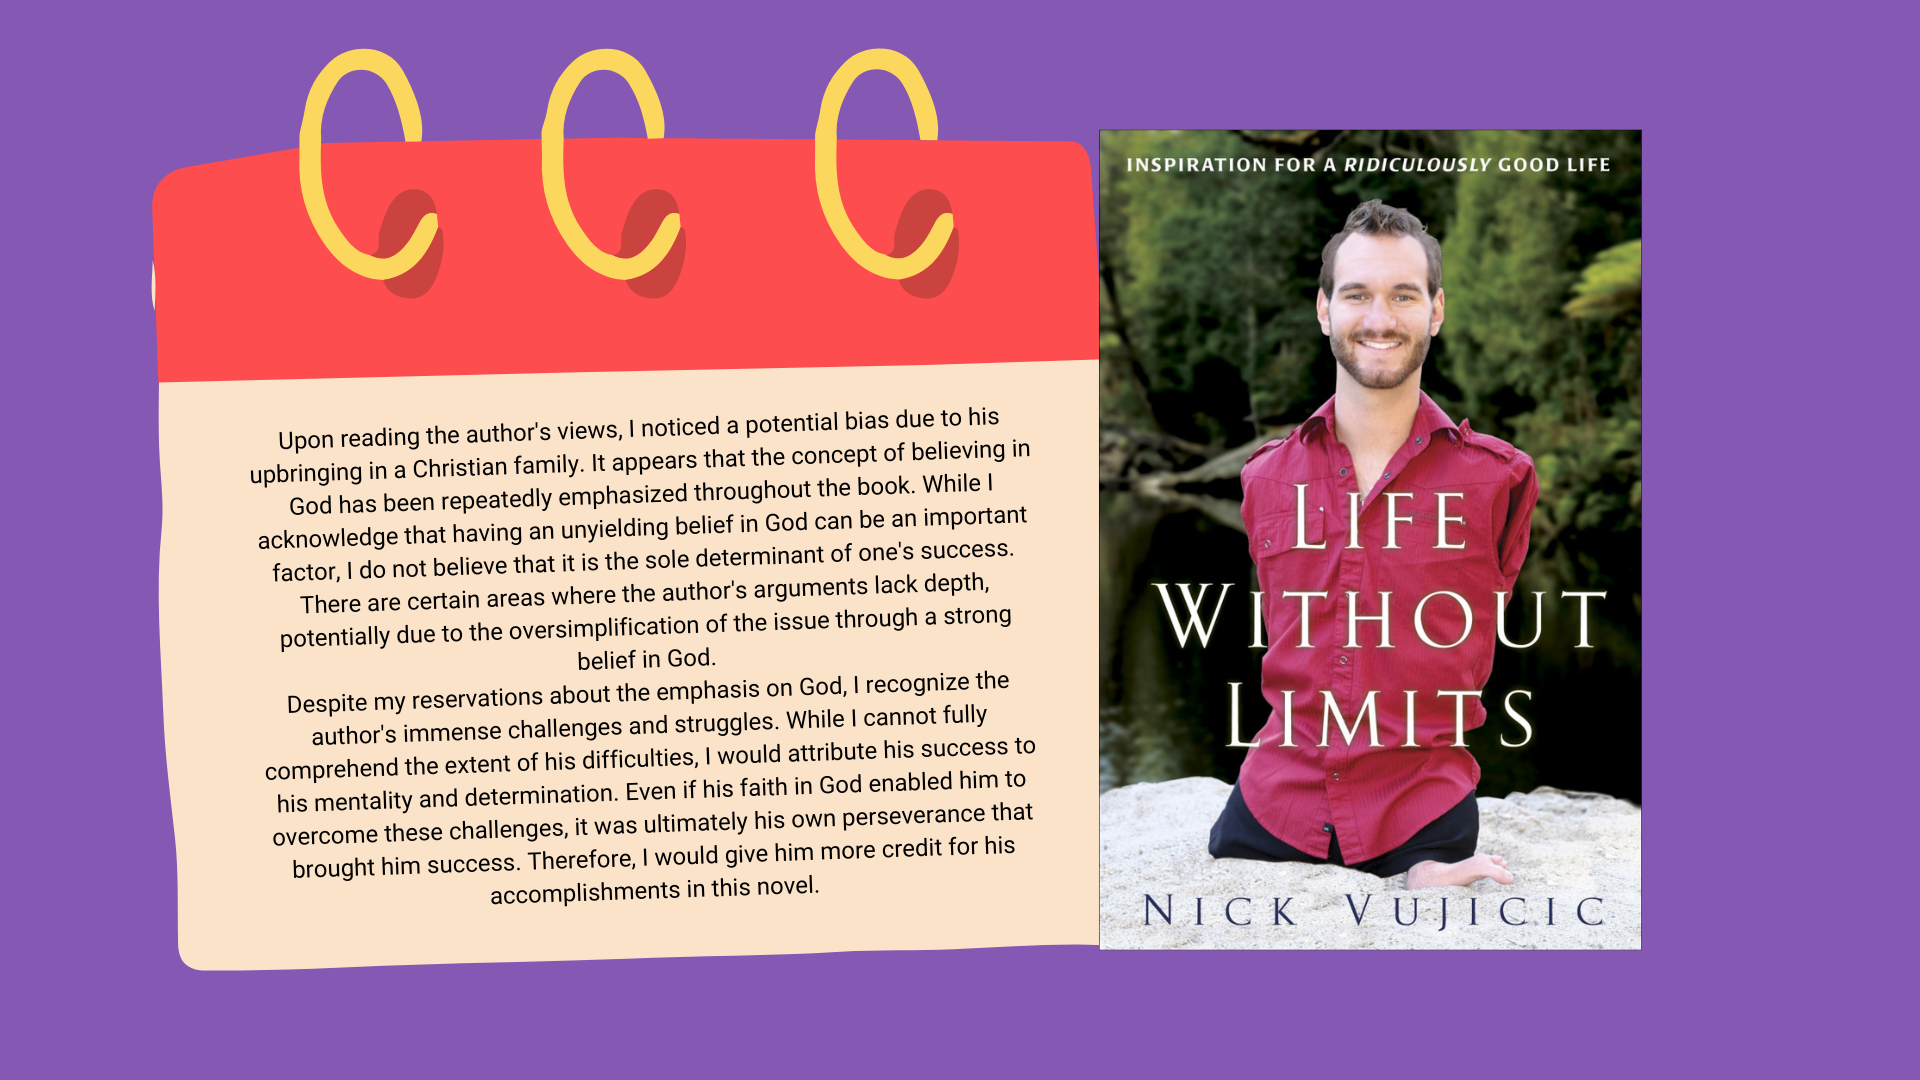 Upon reading the author's views, I noticed a potential bias due to his
upbringing in a Christian family. It appears that the concept of believing in
God has been repeatedly emphasized throughout the book. While I
acknowledge that having an unyielding belief in God can be an important
factor, I do not believe that it is the sole determinant of one's success.
There are certain areas where the author's arguments lack depth,
potentially due to the oversimplification of the issue through a strong
belief in God.
Despite my reservations about the emphasis on God, I recognize the
author's immense challenges and struggles. While I cannot fully
comprehend the extent of his difficulties, I would attribute his success to
his mentality and determination. Even if his faith in God enabled him to
overcome these challenges, it was ultimately his own perseverance that
brought him success. Therefore, I would give him more credit for his
accomplishments in this novel.
INSPIRATION FOR A RIDICULOUSLY GOOD LIFE
LIFE
WITHOUT
LIMITS
NICK VUJICIC